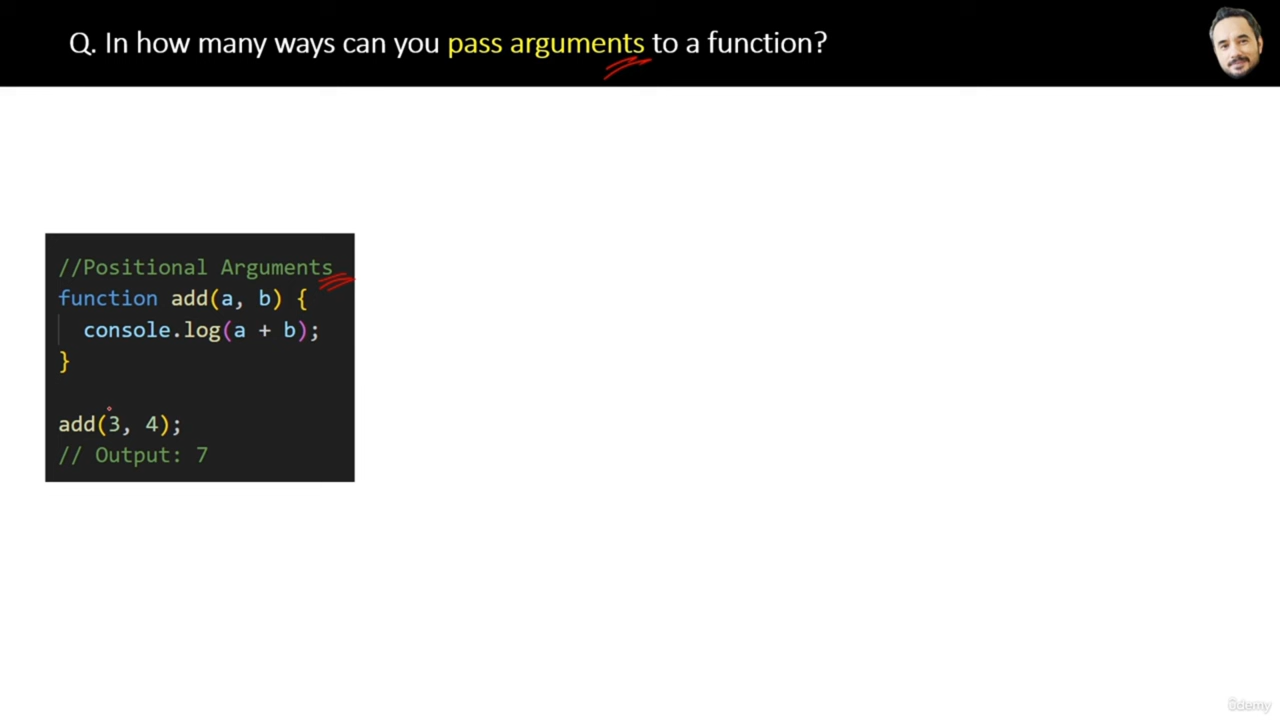 Q. In how many ways can you pass arguments to a function?
//Positional Arguments
function add(a, b) {
console.log(a + b);
}
add(3, 4);
// Output: 7
ûdemy